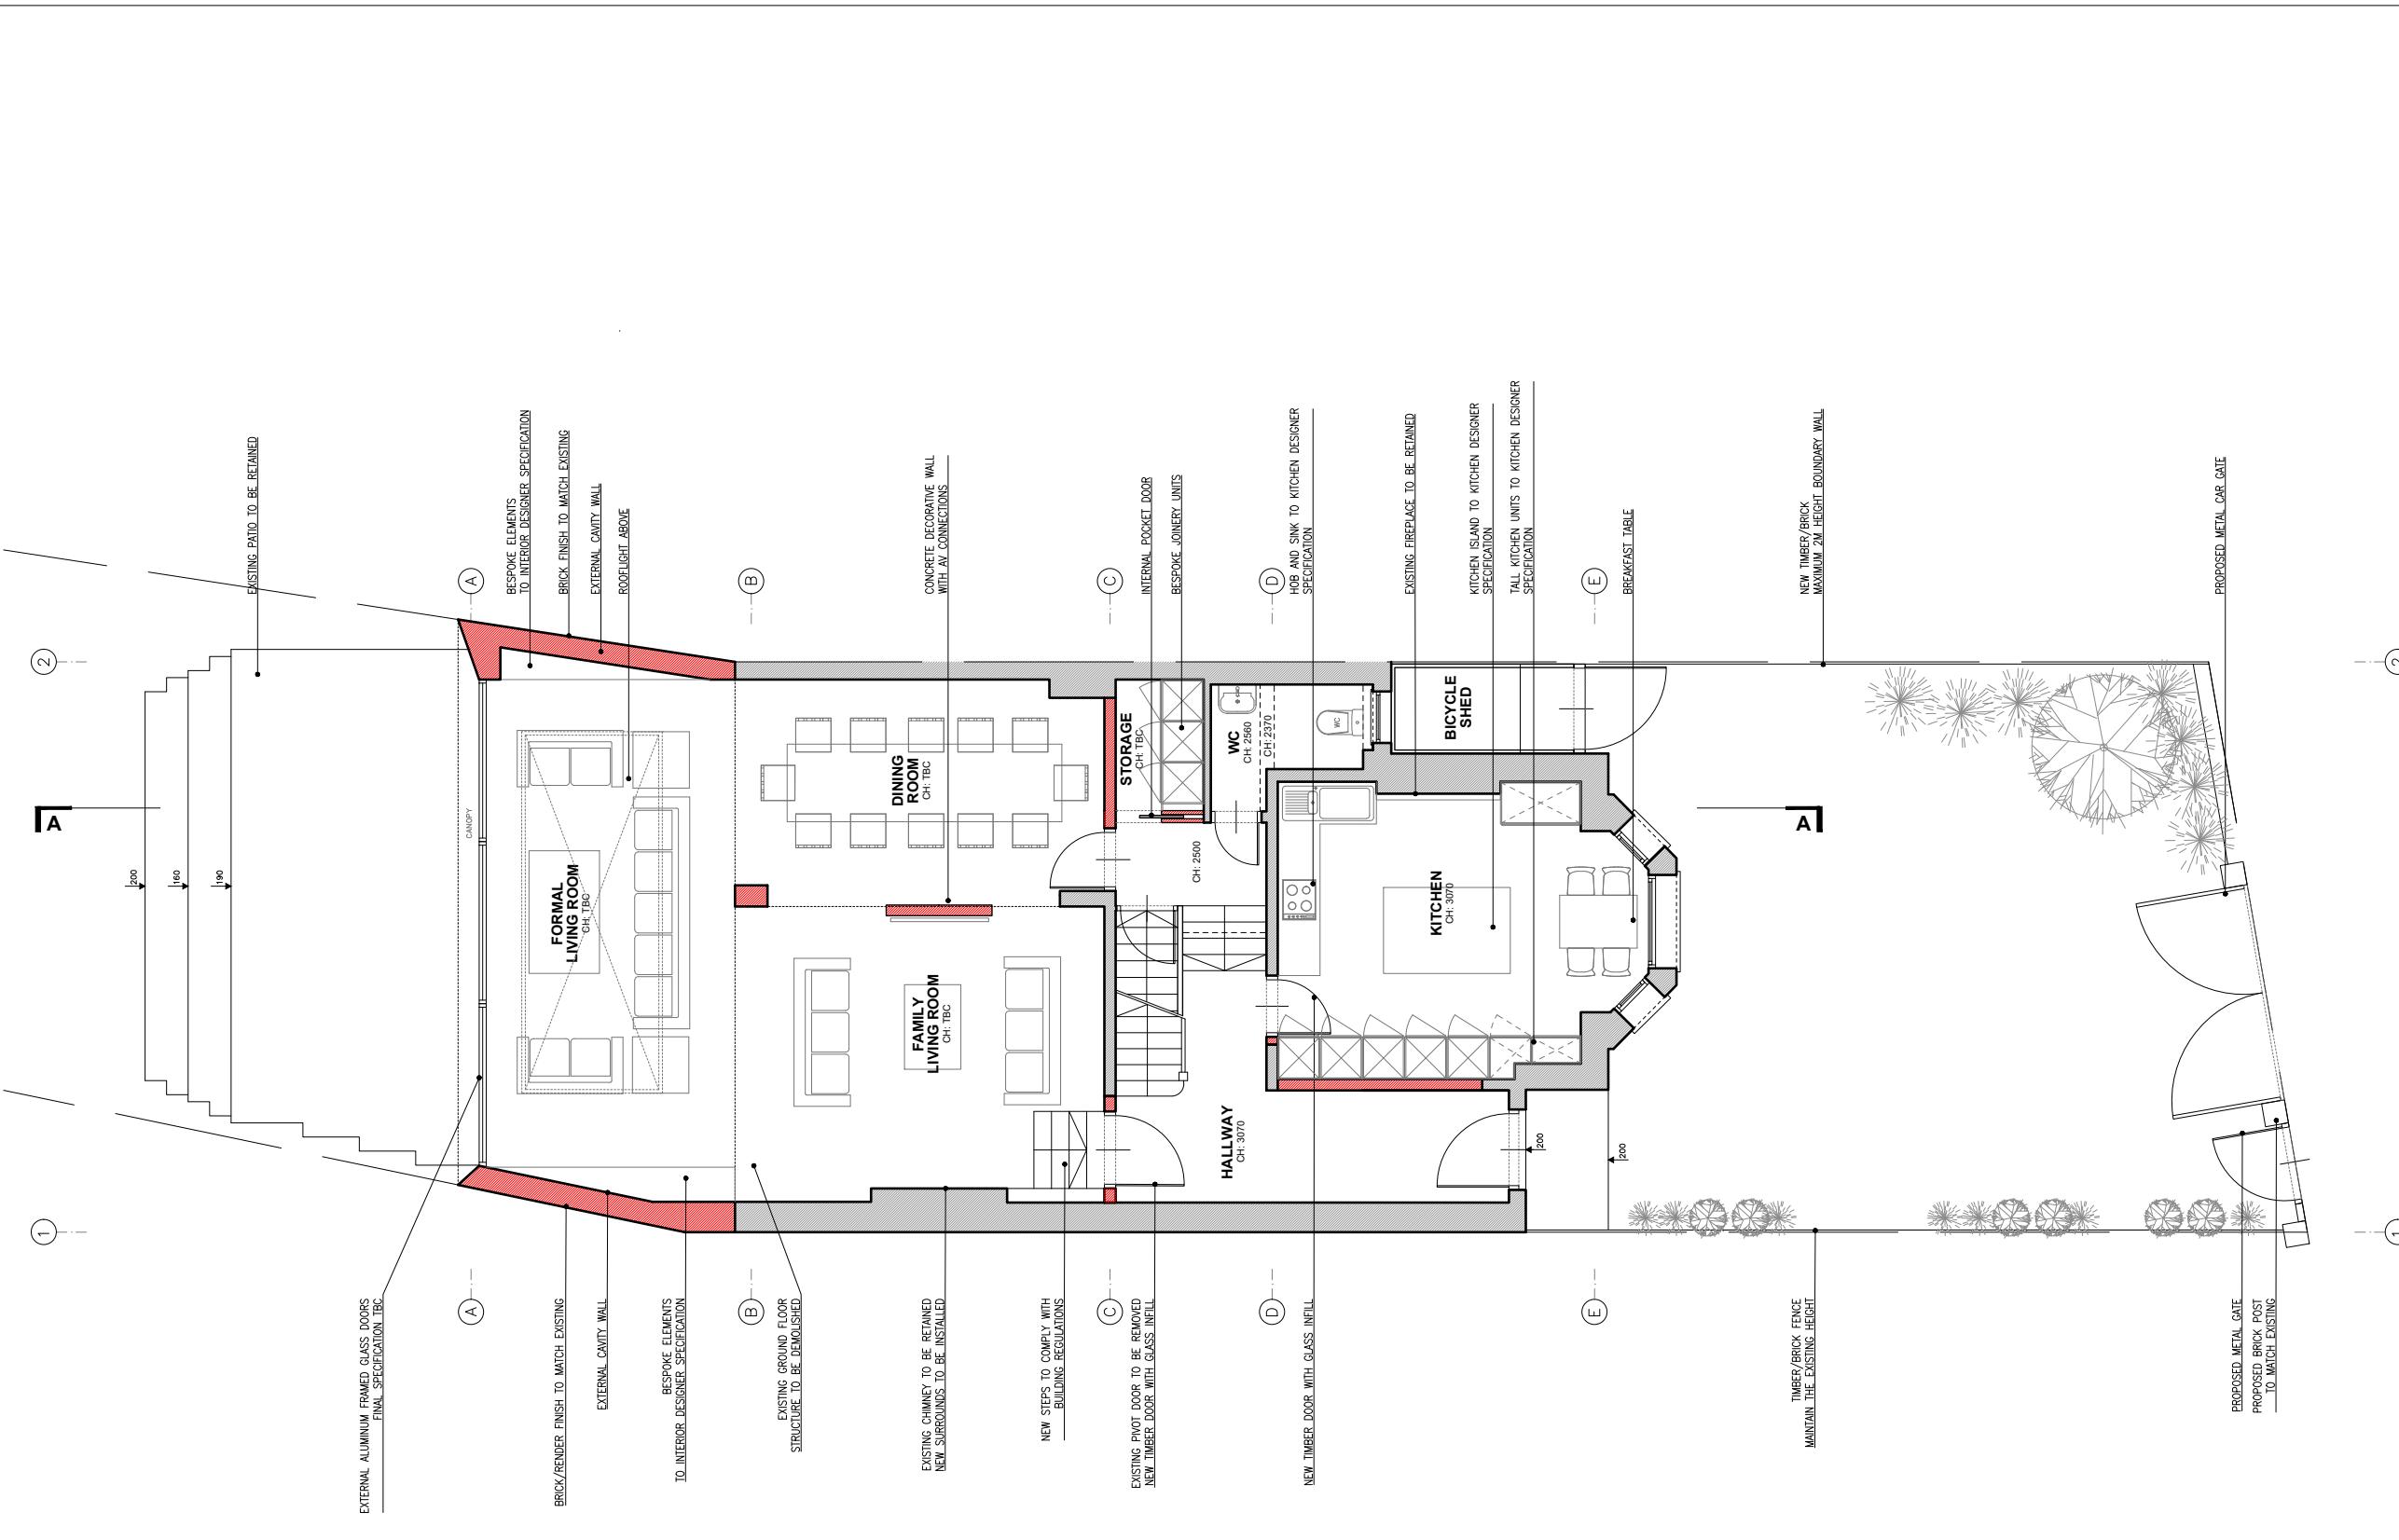 EXISTING PATIO TO BE RETAINED
BESPOKE ELEMENTS
TO INTERIOR DESIGNER SPECIFICATION
BRICK FINISH TO MATCH EXISTING
EXTERNAL CAVITY WALL
ROOFLIGHT ABOVE
CONCRETE DECORATIVE WALL
WITH AV CONNECTIONS
INTERNAL POCKET DOOR
BESPOKE JOINERY UNITS
HOB AND SINK TO KITCHEN DESIGNER
SPECIFICATION
EXISTING FIREPLACE TO BE RETAINED
KITCHEN ISLAND TO KITCHEN DESIGNER
SPECIFICATION
TALL KITCHEN UNITS TO KITCHEN DESIGNER
SPECIFICATION
BREAKFAST TABLE
NEW TIMBER/BRICK
MAXIMUM 2M HEIGHT BOUNDARY WALL
PROPOSED METAL CAR GATE
A
B
C
D
E
2
2
A
A
200
160
190
CANOPY
FORMAL
LIVING ROOM
CH: TBC
DINING
ROOM
CH: TBC
FAMILY
LIVING ROOM
CH: TBC
STORAGE
CH: TBC
WC
CH: 2560
CH: 2370
WC
CH: 2500
BICYCLE
SHED
KITCHEN
CH: 3070
HALLWAY
CH: 3070
200
200
1
1
A
B
C
D
E
EXTERNAL ALUMINUM FRAMED GLASS DOORS
FINAL SPECIFICATION TBC
BRICK/RENDER FINISH TO MATCH EXISTING
EXTERNAL CAVITY WALL
BESPOKE ELEMENTS
TO INTERIOR DESIGNER SPECIFICATION
EXISTING GROUND FLOOR
STRUCTURE TO BE DEMOLISHED
EXISTING CHIMNEY TO BE RETAINED
NEW SURROUNDS TO BE INSTALLED
NEW STEPS TO COMPLY WITH
BUILDING REGULATIONS
EXISTING PIVOT DOOR TO BE REMOVED
NEW TIMBER DOOR WITH GLASS INFILL
NEW TIMBER DOOR WITH GLASS INFILL
TIMBER/BRICK FENCE
MAINTAIN THE EXISTING HEIGHT
PROPOSED METAL GATE
PROPOSED BRICK POST
TO MATCH EXISTING